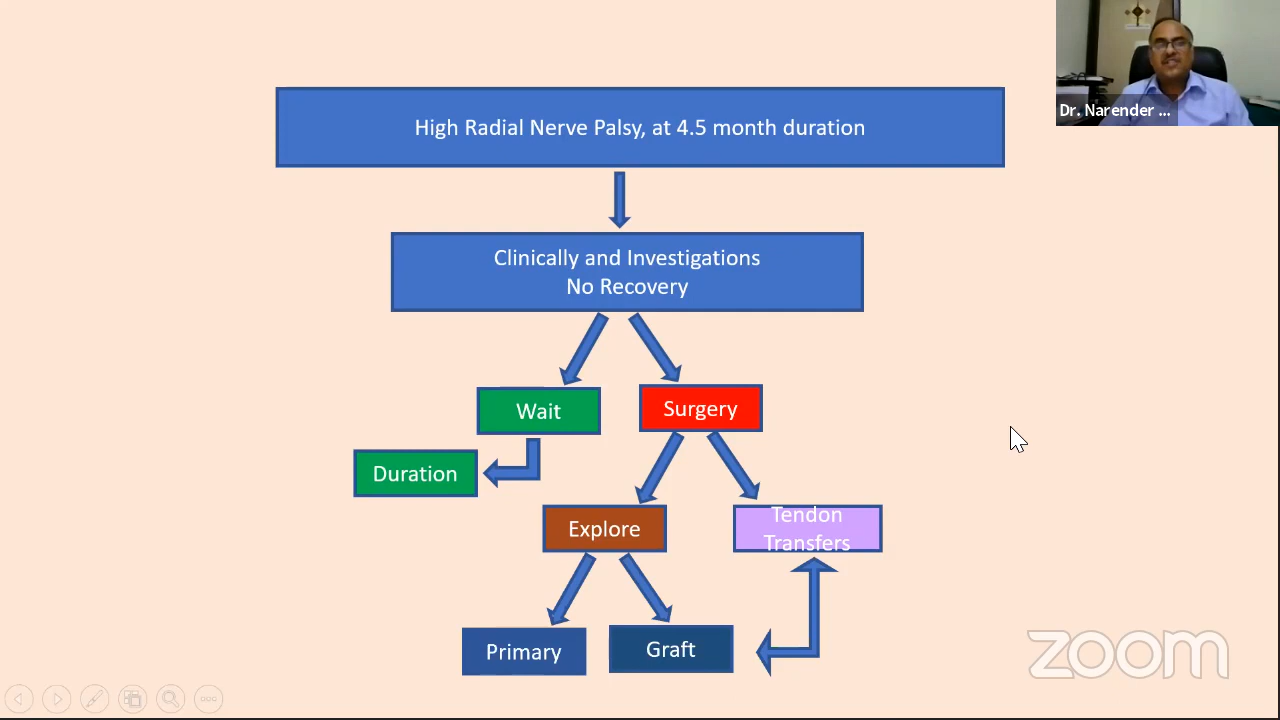 High Radial Nerve Palsy, at 4.5 month duration
Dr. Narender ...
Clinically and Investigations
No Recovery
Wait
Surgery
Duration
Explore
Tendon
Transfers
Primary
Graft
zoom